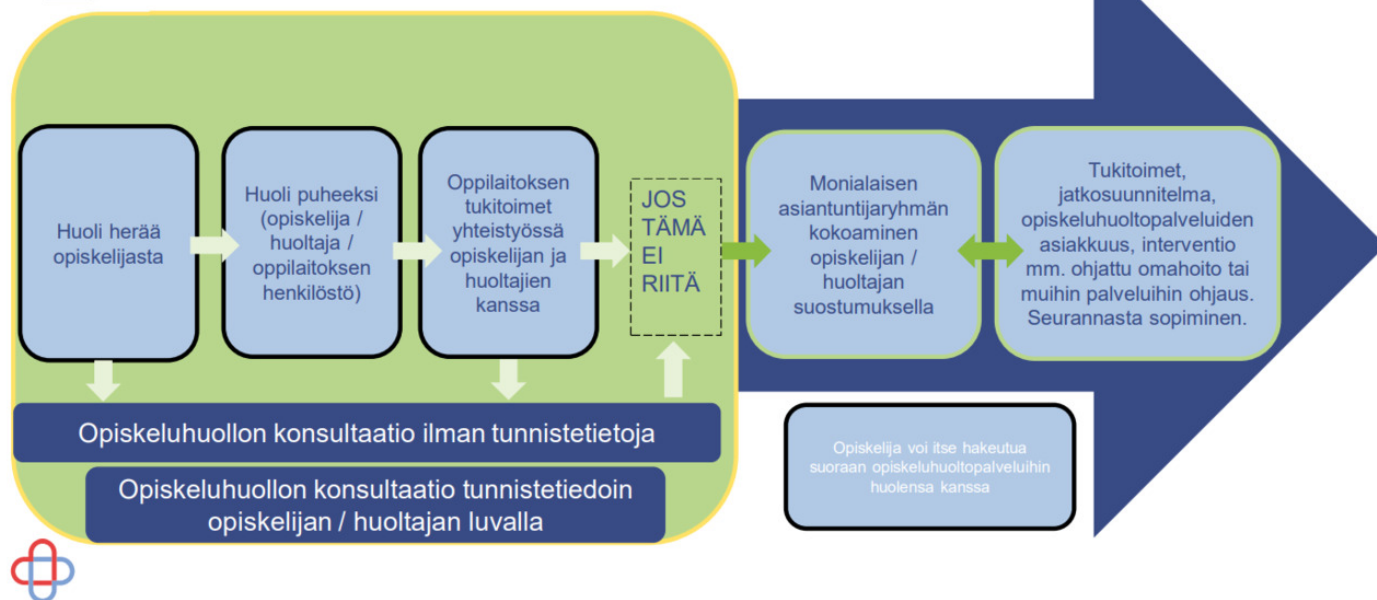 Huoli herää
opiskelijasta
Huoli puheeksi
(opiskelija /
huoltaja /
oppilaitoksen
henkilöstö)
Oppilaitoksen
tukitoimet
yhteistyössä
opiskelijan ja
huoltajien
kanssa
JOS
TÄMÄ
EI
RIITÄ
Monialaisen
asiantuntijaryhmän
kokoaminen
opiskelijan /
huoltajan
suostumuksella
Tukitoimet,
jatkosuunnitelma,
opiskeluhuoltopalveluiden
asiakkuus, interventio
mm. ohjattu omahoito tai
muihin palveluihin ohjaus.
Seurannasta sopiminen.
Opiskeluhuollon konsultaatio ilman tunnistetietoja
Opiskeluhuollon konsultaatio tunnistetiedoin
opiskelijan / huoltajan luvalla
Opiskelija voi itse hakeutua
suoraan opiskeluhuoltopalveluihin
huolensa kanssa